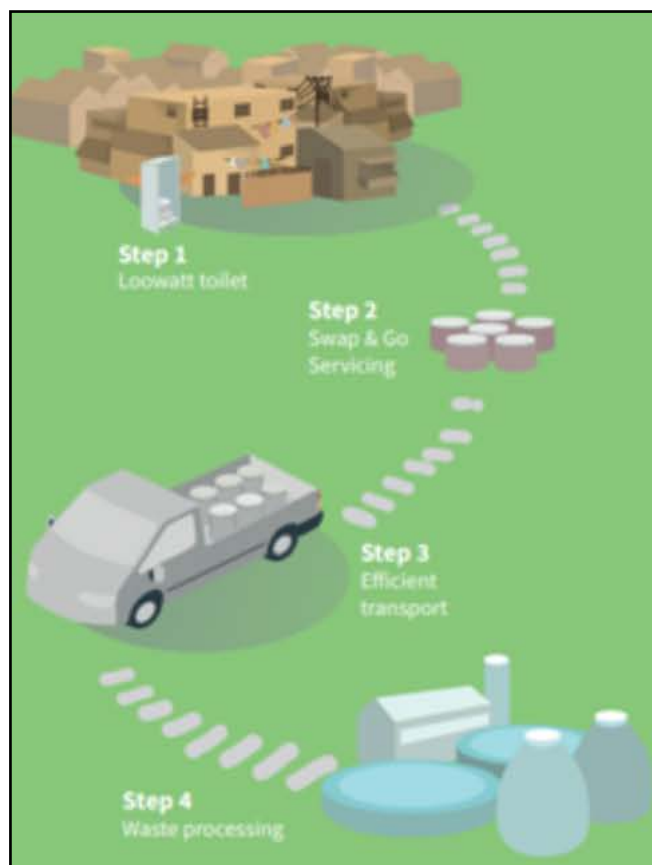 Step 1
Loowatt toilet
Step 2
Swap & Go
Servicing
Step 3
Efficient
transport
Step 4
Waste processing